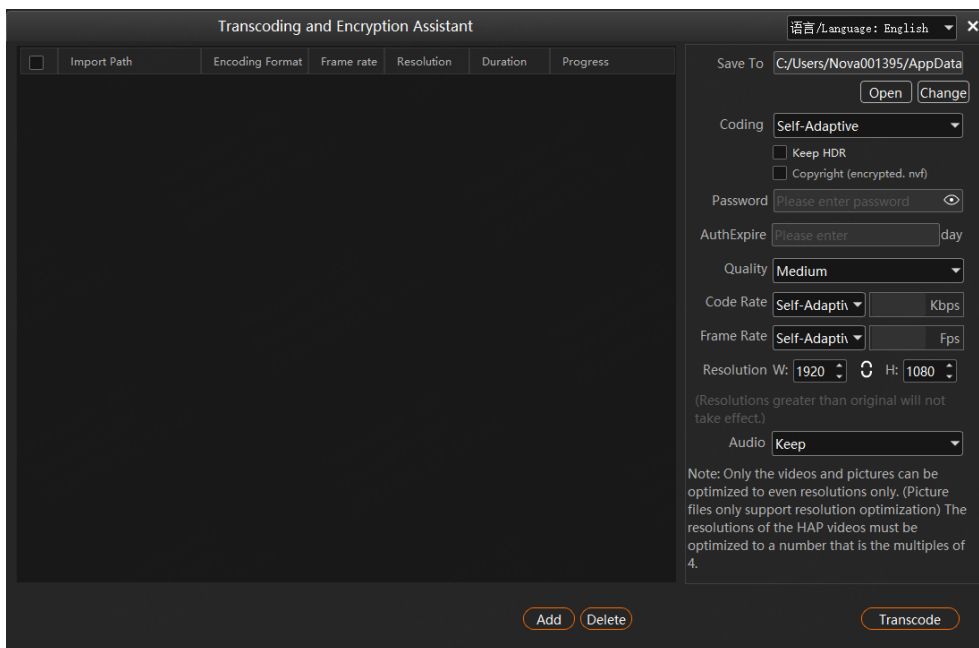 Transcoding and Encryption Assistant
语言/Language: English
Import Path Encoding Format Frame rate Resolution Duration Progress
Save To C:/Users/Nova001395/AppData
Open Change
Coding Self-Adaptive
Keep HDR
Copyright (encrypted. nvf)
Password Please enter password
AuthExpire Please enter day
Quality Medium
Code Rate Self-Adaptiv Kbps
Frame Rate Self-Adaptiv Fps
Resolution W: 1920 H: 1080
(Resolutions greater than original will not
take effect.)
Audio Keep
Note: Only the videos and pictures can be
optimized to even resolutions only. (Picture
files only support resolution optimization) The
resolutions of the HAP videos must be
optimized to a number that is the multiples of
4.
Add Delete Transcode